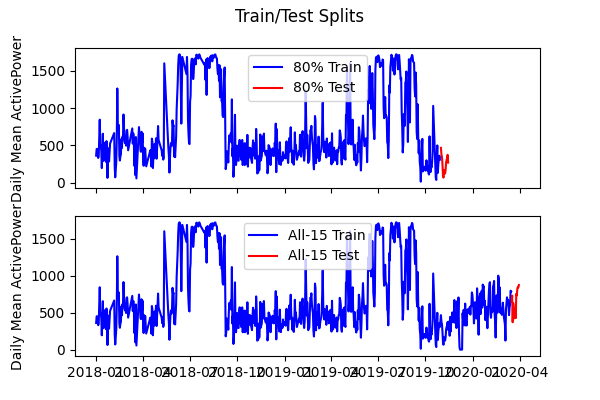 Train/Test Splits
Daily Mean ActivePower
1500
1000
500
0
80% Train
80% Test
Daily Mean ActivePower
1500
1000
500
0
All-15 Train
All-15 Test
2018-01 2018-04 2018-07 2018-10 2019-01 2019-04 2019-07 2019-10 2020-01 2020-04